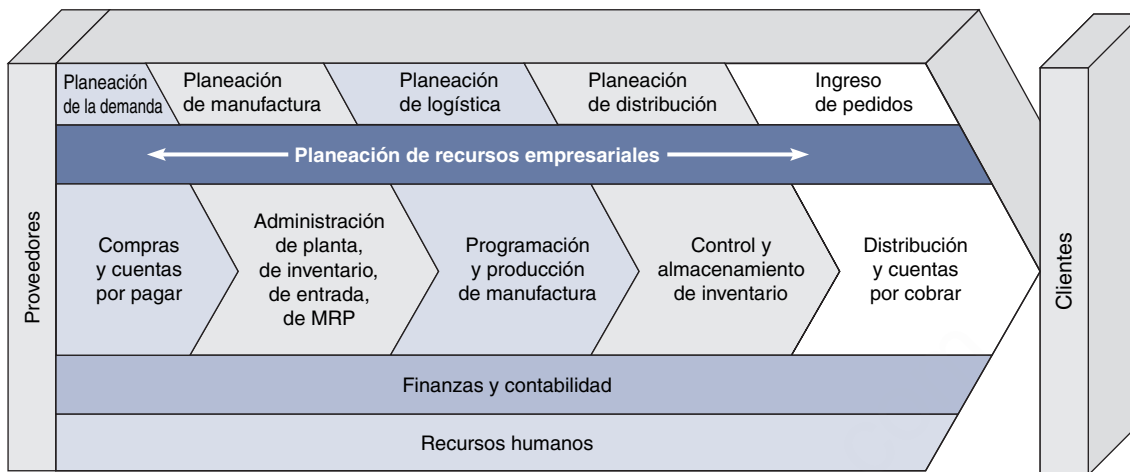 Proveedores
Planeación
de la demanda
Planeación
de manufactura
Planeación
de logística
Planeación
de distribución
Ingreso
de pedidos
Planeación de recursos empresariales
Compras
y cuentas
por pagar
Administración
de planta,
de inventario,
de entrada,
de MRP
Programación
y producción
de manufactura
Control y
almacenamiento
de inventario
Distribución
y cuentas
por cobrar
Finanzas y contabilidad
Recursos humanos
Clientes